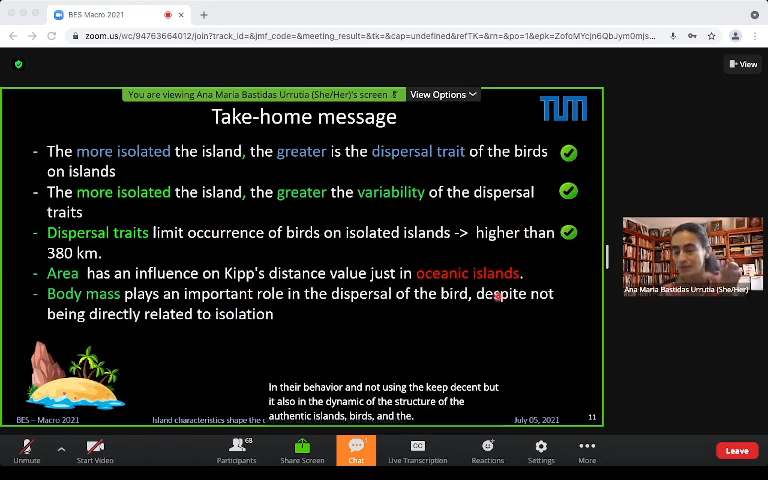 BES Macro 2021
zoom.us/wc/94763664012/join?track_id=&jmf_code=&meeting_result=&tk=&cap=undefined&refTK=&rn=&po=1&epk=ZofoMYcjn6QbJym0mjs...
View
You are viewing Ana Maria Bastidas Urrutia (She/Her)'s screen
View Options
Take-home message
TUM
- The more isolated the island, the greater is the dispersal trait of the birds
on islands
- The more isolated the island, the greater the variability of the dispersal
traits
- Dispersal traits limit occurrence of birds on isolated islands -> higher than
380 km.
- Area has an influence on Kipp's distance value just in oceanic islands.
- Body mass plays an important role in the dispersal of the bird, despite not
being directly related to isolation
Ana Maria Bastidas Urrutia (She/Her)
In their behavior and not using the keep decent but
it also in the dynamic of the structure of the
authentic islands, birds, and the.
BES – Macro 2021
Island characteristics shape the
July 05, 2021
11
Unmute
Start Video
68
Participants
Share Screen
1
Chat
CC
Live Transcription
Reactions
Settings
More
Leave